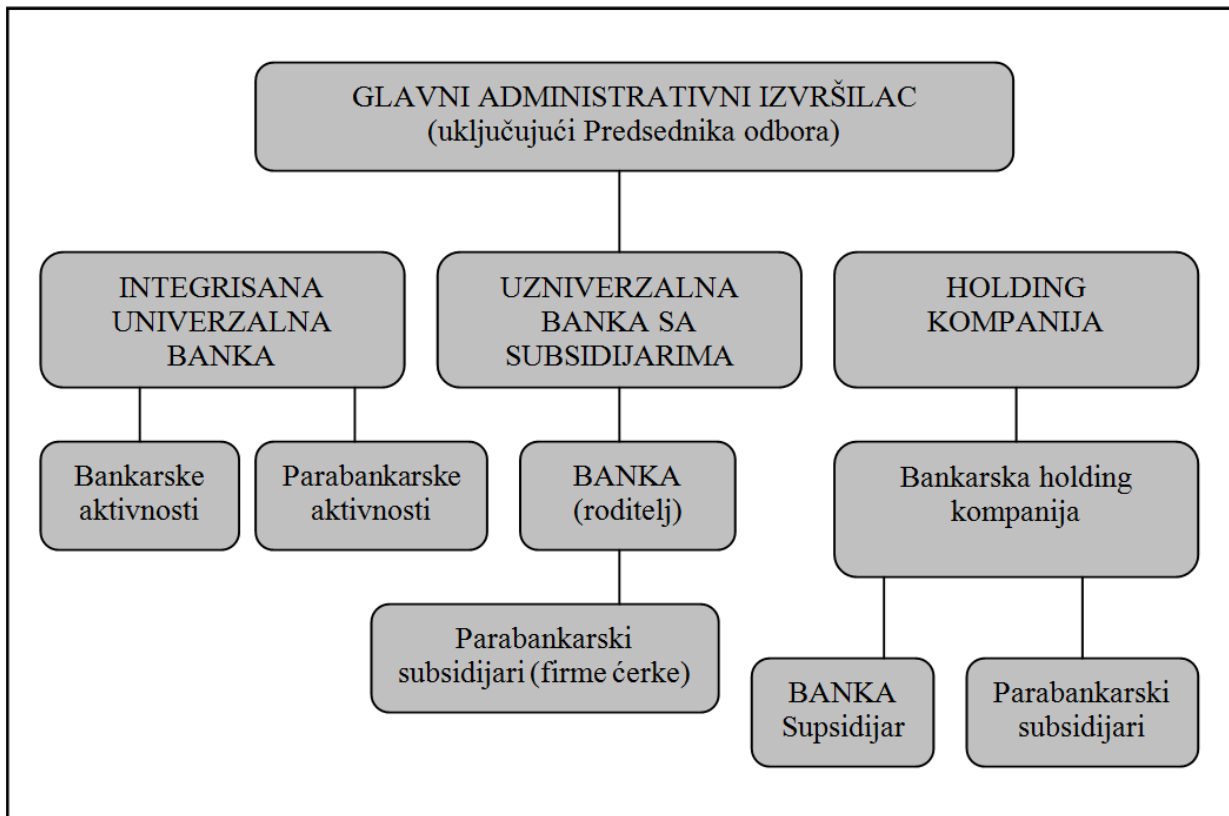 GLAVNI ADMINISTRATIVNI IZVRŠILAC
(uključujući Predsednika odbora)
INTEGRISANA
UNIVERZALNA
BANKA
UZNIVERZALNA
BANKA SA
SUBSIDIJARIMA
HOLDING
KOMPANIJA
Bankarske
aktivnosti
Parabankarske
aktivnosti
BANKA
(roditelj)
Bankarska holding
kompanija
Parabankarski
subsidijari (firme ćerke)
BANKA
Supsidijar
Parabankarski
subsidijari